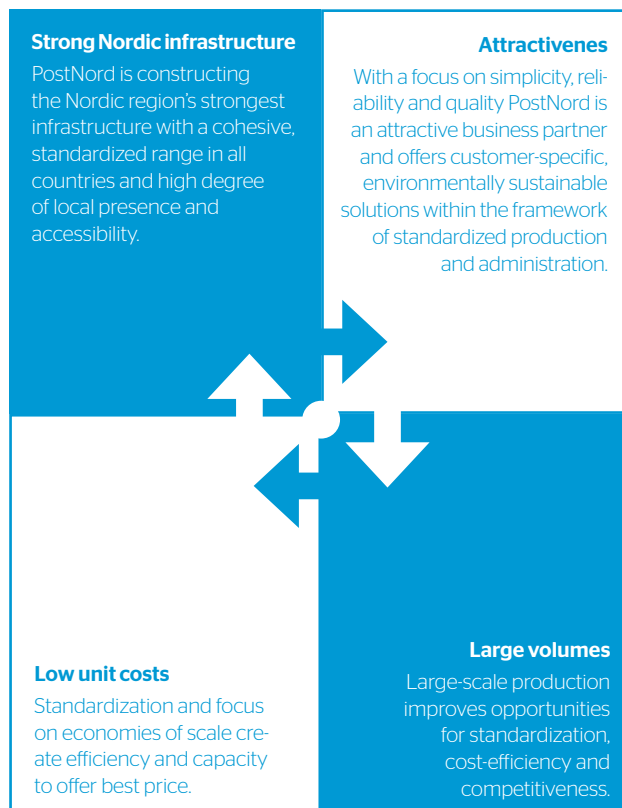 Strong Nordic infrastructure
PostNord is constructing
the Nordic region's strongest
infrastructure with a cohesive,
standardized range in all
countries and high degree
of local presence and
accessibility.
Attractivenes
With a focus on simplicity, reli-
ability and quality PostNord is
an attractive business partner
and offers customer-specific,
environmentally sustainable
solutions within the framework
of standardized production
and administration.
Low unit costs
Standardization and focus
on economies of scale cre-
ate efficiency and capacity
to offer best price.
Large volumes
Large-scale production
improves opportunities
for standardization,
cost-efficiency and
competitiveness.